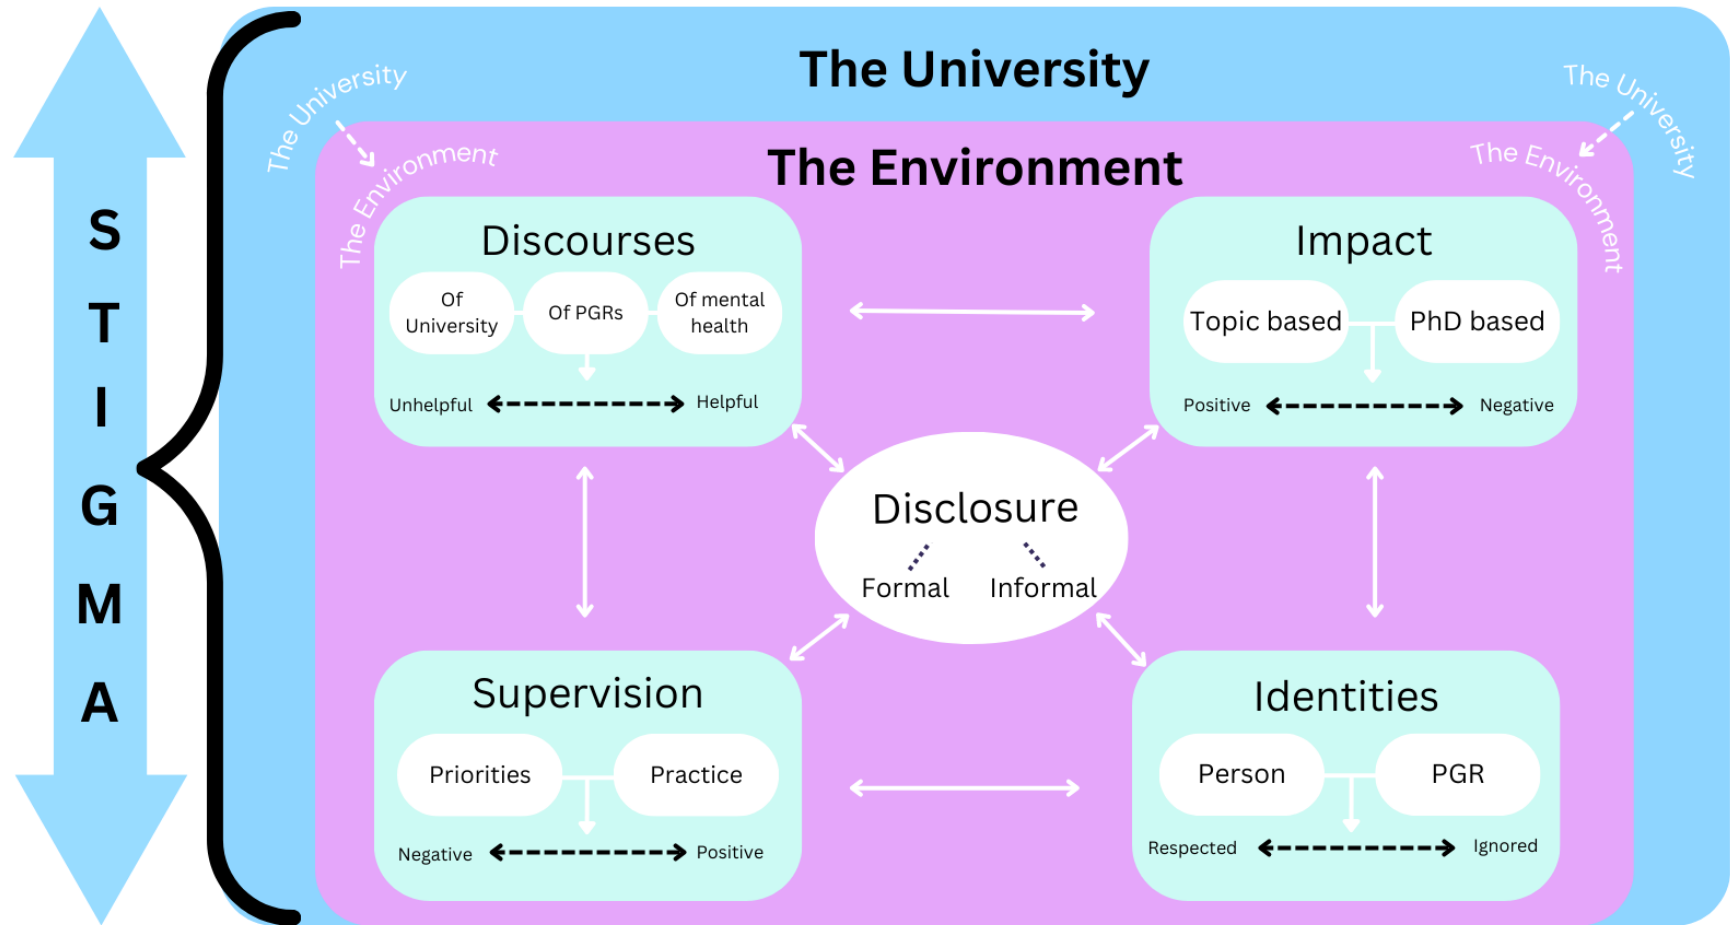 S
T
I
G
M
A
The University
The University
The University
The Environment
The Environment
The Environment
Discourses
Of
University
Of PGRs
Of mental
health
Unhelpful
Helpful
Impact
Topic based
PhD based
Positive
Negative
Disclosure
Formal
Informal
Supervision
Priorities
Practice
Negative
Positive
Identities
Person
PGR
Respected
Ignored